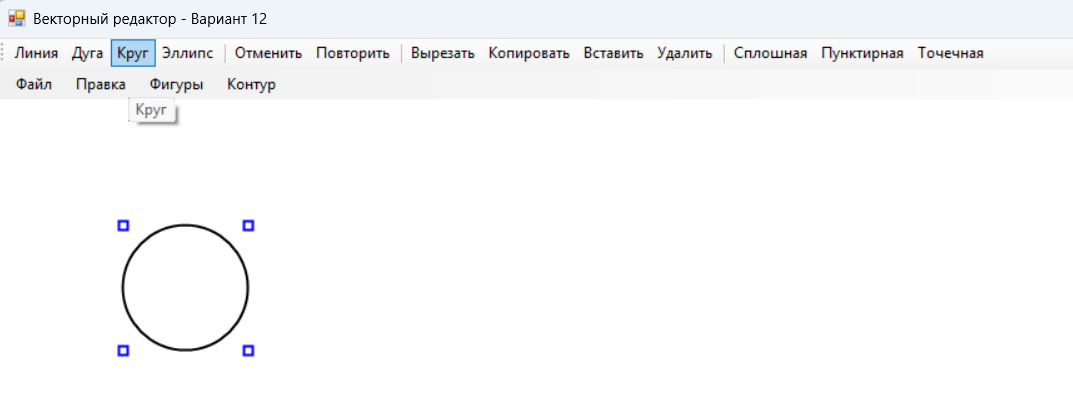 Векторный редактор - Вариант 12
Линия Дуга Круг Эллипс Отменить Повторить Вырезать Копировать Вставить Удалить Сплошная Пунктирная Точечная
Файл Правка Фигуры Контур
Круг